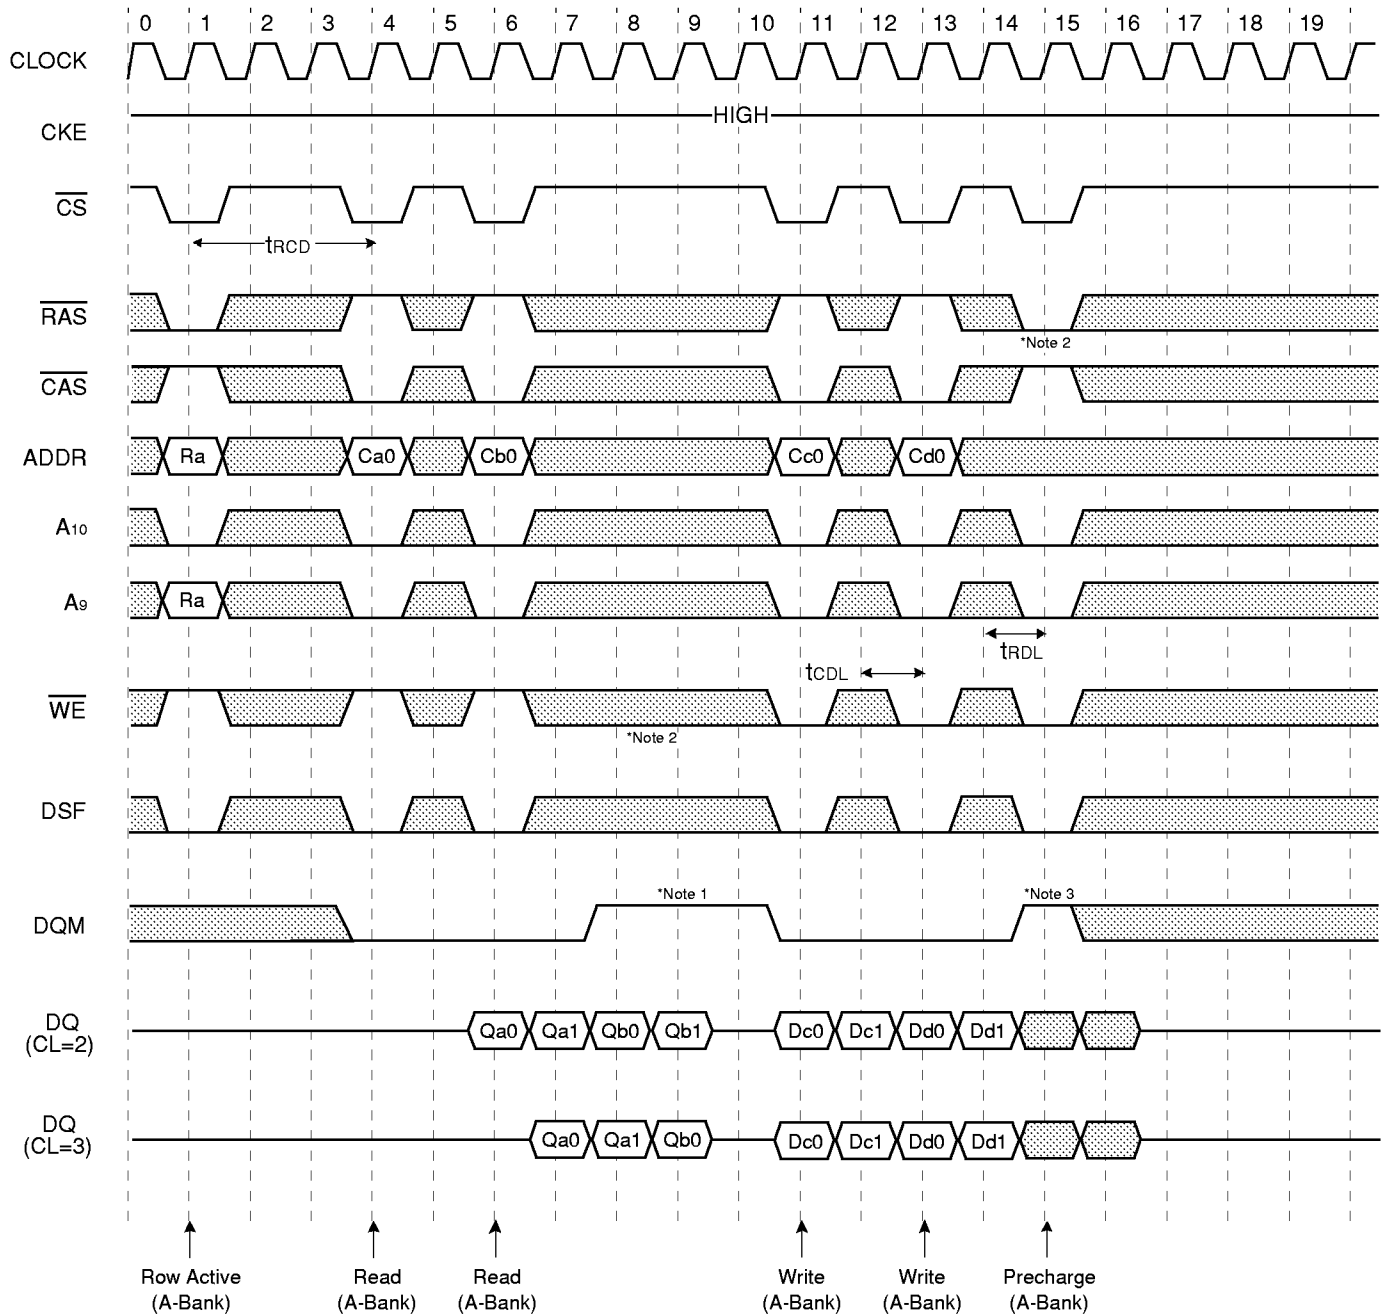 0 1 2 3 4 5 6 7 8 9 10 11 12 13 14 15 16 17 18 19
CLOCK
HIGH
CKE
CS
tRCD
RAS
*Note 2
CAS
ADDR Ra Ca0 Cb0 Cc0 Cd0
A10
A9 Ra
tRDL
tCDL
WE
*Note 2
DSF
*Note 1 *Note 3
DQM
DQ
(CL=2)
Qa0 Qa1 Qb0 Qb1 Dc0 Dc1 Dd0 Dd1
DQ
(CL=3)
Qa0 Qa1 Qb0 Dc0 Dc1 Dd0 Dd1
Row Active
(A-Bank)
Read
(A-Bank)
Read
(A-Bank)
Write
(A-Bank)
Write
(A-Bank)
Precharge
(A-Bank)